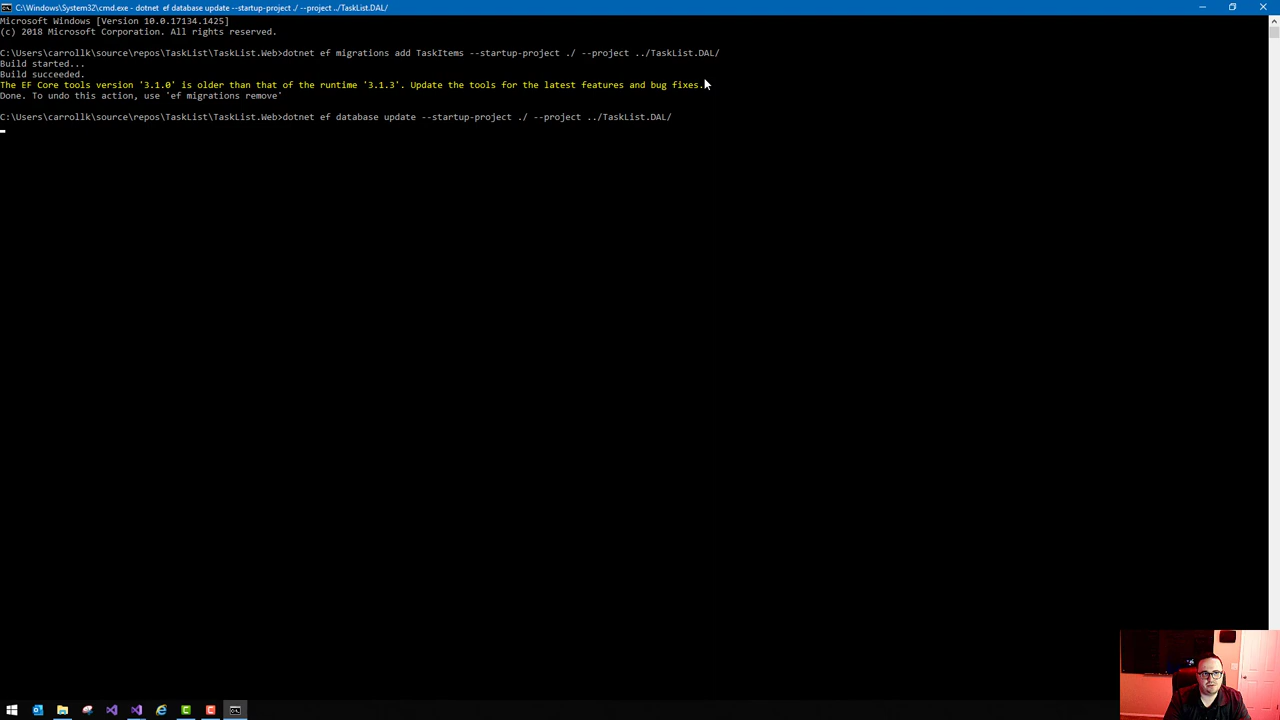 C:\Windows\System32\cmd.exe - dotnet  ef database update --startup-project ./ --project ../TaskList.DAL/
Microsoft Windows [Version 10.0.17134.1425]
(c) 2018 Microsoft Corporation. All rights reserved.
C:\Users\carrollk\source\repos\TaskList\TaskList.Web>dotnet ef migrations add TaskItems --startup-project ./ --project ../TaskList.DAL/
Build started...
Build succeeded.
The EF Core tools version '3.1.0' is older than that of the runtime '3.1.3'. Update the tools for the latest features and bug fixes.
Done. To undo this action, use 'ef migrations remove'
C:\Users\carrollk\source\repos\TaskList\TaskList.Web>dotnet ef database update --startup-project ./ --project ../TaskList.DAL/